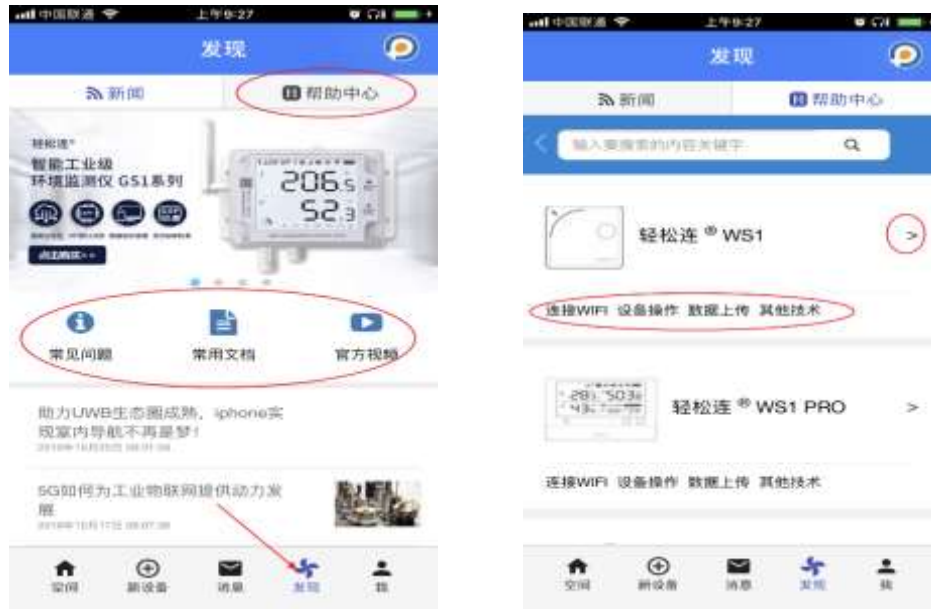 中国联通
上午9:27
发现
新闻
帮助中心
轻松连®
智能工业级
环境监测仪 GS1系列
206.5
52.3
点击购买>>
常见问题
常用文档
官方视频
助力UWB生态圈成熟，iphone实
现室内导航不再是梦！
5G如何为工业物联网提供动力发
展
空间
新设备
消息
发现
我
中国联通
上午9:27
发现
新闻
帮助中心
输入要搜索的内容关键字
轻松连 ® WS1
>
连接WIFI 设备操作 数据上传 其他技术
轻松连 ® WS1 PRO
>
连接WIFI 设备操作 数据上传 其他技术
空间
新设备
消息
发现
我